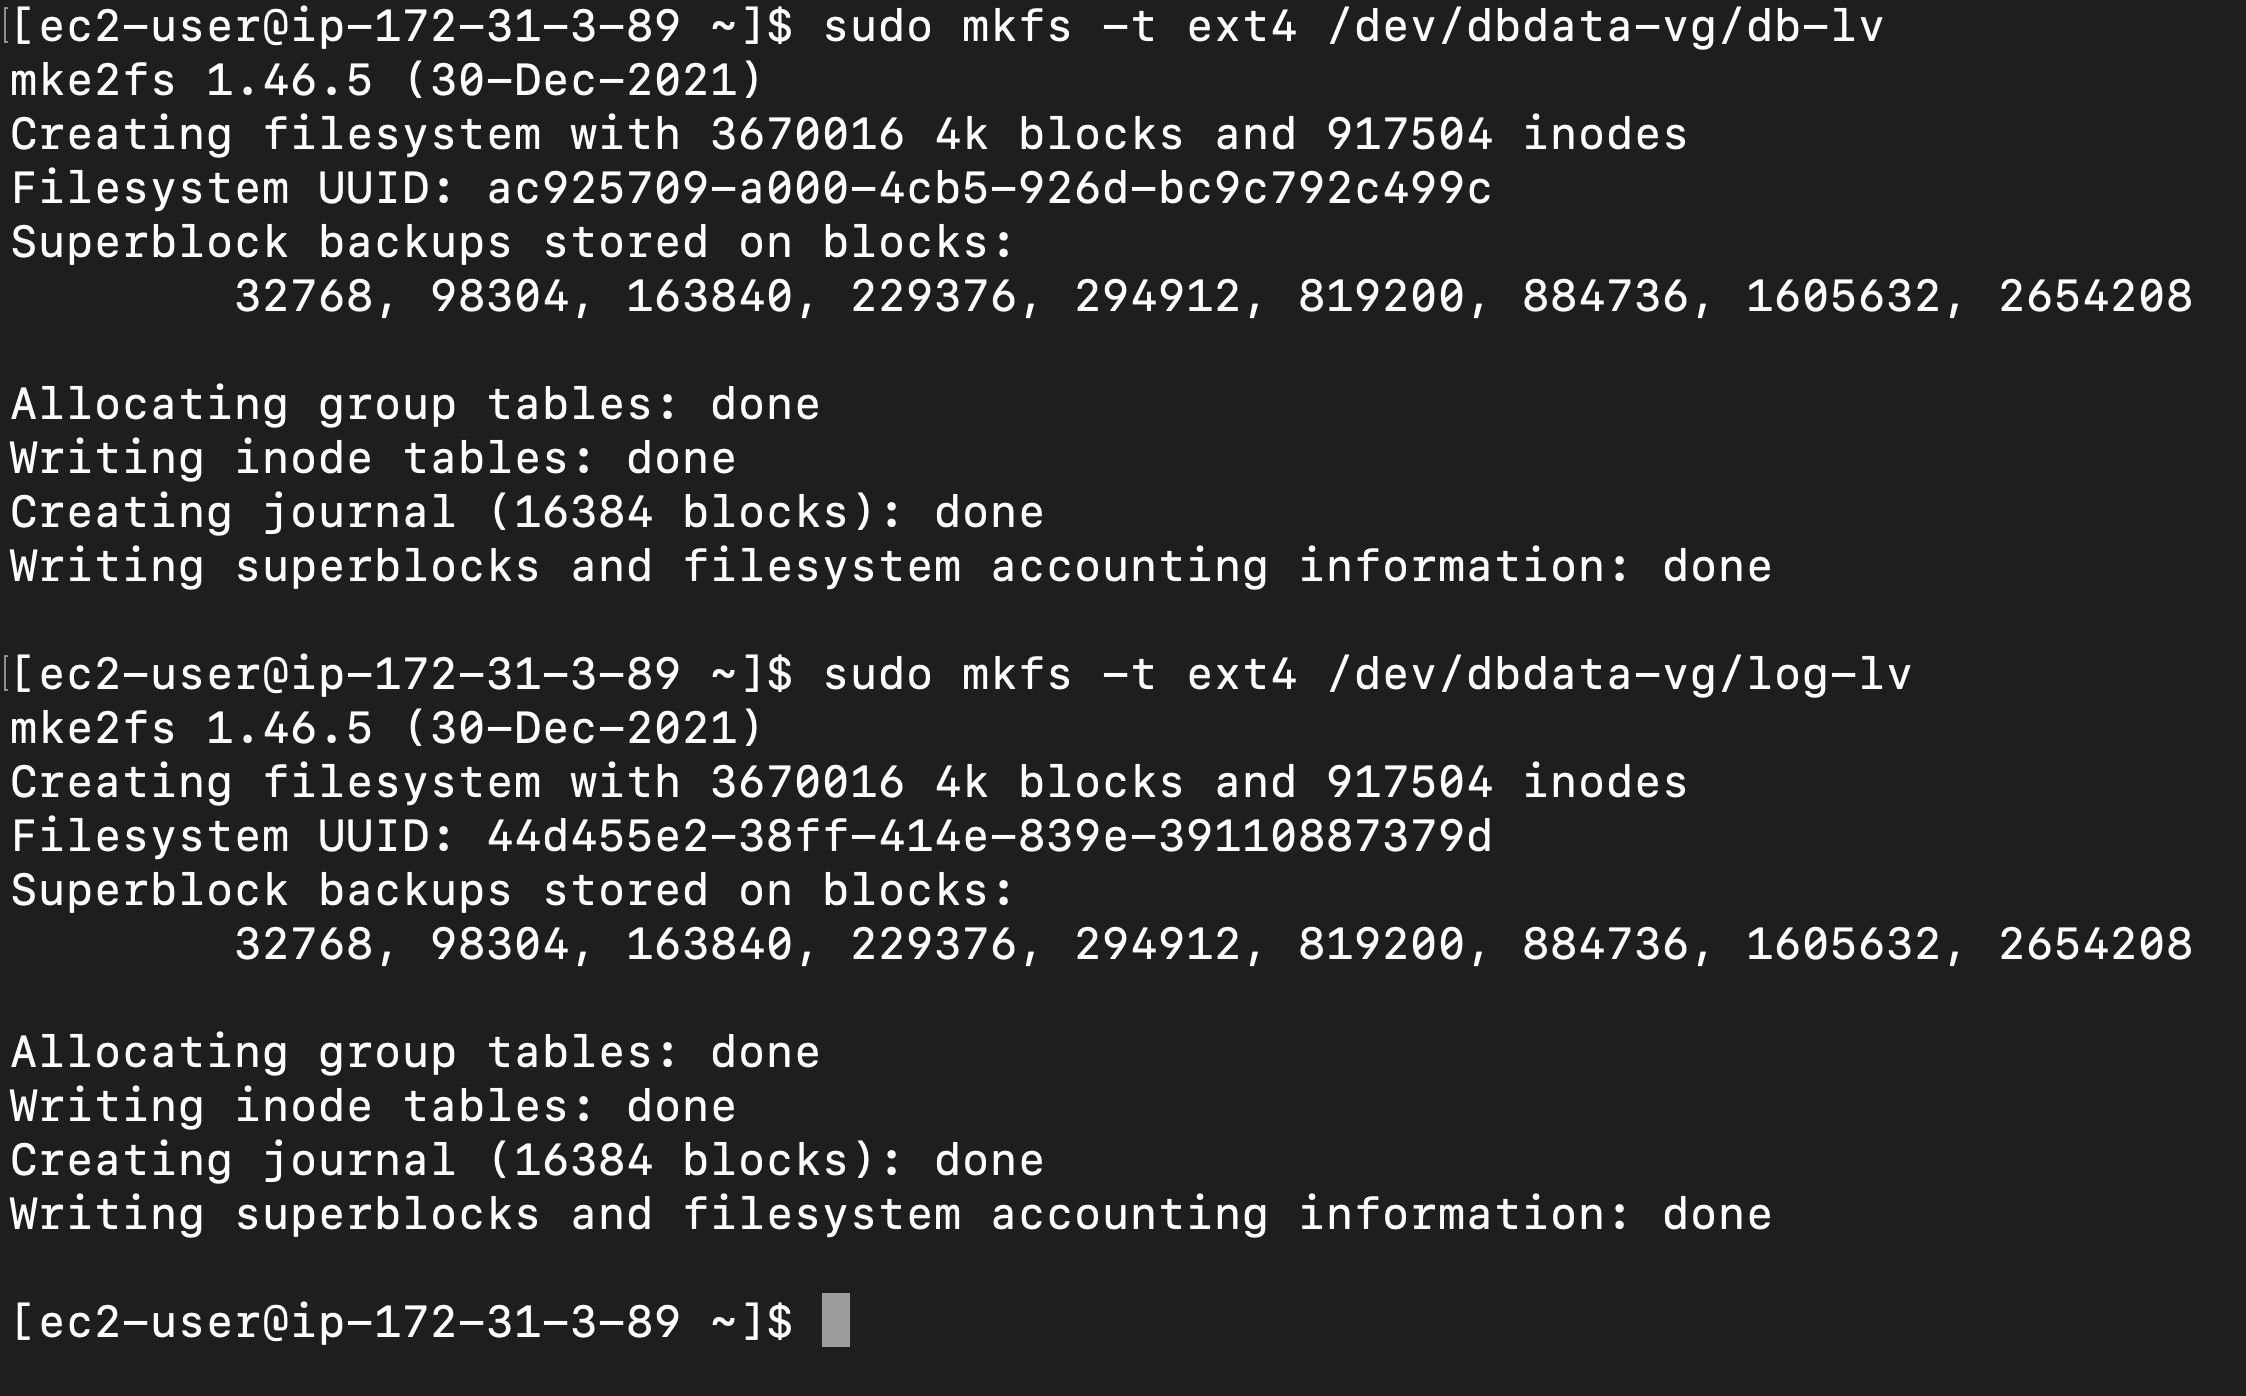 [[ec2-user@ip-172-31-3-89 ~]$ sudo mkfs -t ext4 /dev/dbdata-vg/db-lv
mke2fs 1.46.5 (30-Dec-2021)
Creating filesystem with 3670016 4k blocks and 917504 inodes
Filesystem UUID: ac925709-a000-4cb5-926d-bc9c792c499c
Superblock backups stored on blocks:
32768, 98304, 163840, 229376, 294912, 819200, 884736, 1605632, 2654208
Allocating group tables: done
Writing inode tables: done
Creating journal (16384 blocks): done
Writing superblocks and filesystem accounting information: done
[[ec2-user@ip-172-31-3-89 ~]$ sudo mkfs -t ext4 /dev/dbdata-vg/log-lv
mke2fs 1.46.5 (30-Dec-2021)
Creating filesystem with 3670016 4k blocks and 917504 inodes
Filesystem UUID: 44d455e2-38ff-414e-839e-39110887379d
Superblock backups stored on blocks:
32768, 98304, 163840, 229376, 294912, 819200, 884736, 1605632, 2654208
Allocating group tables: done
Writing inode tables: done
Creating journal (16384 blocks): done
Writing superblocks and filesystem accounting information: done
[ec2-user@ip-172-31-3-89 ~]$